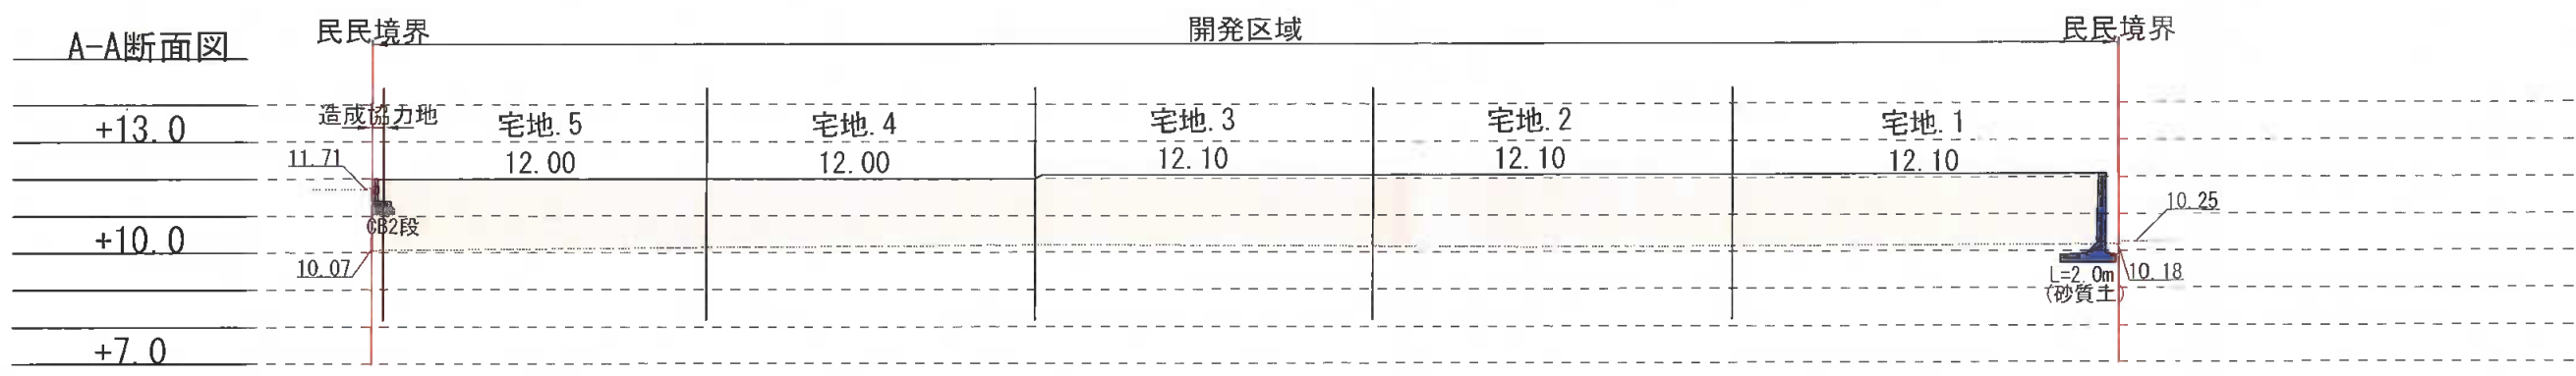 A-A断面図
民民境界
開発区域
民民境界
造成協力地
+13.0
宅地.5
宅地.4
宅地.3
宅地.2
宅地.1
12.00
12.00
12.10
12.10
12.10
11.71
CB2段
10.25
+10.0
10.07
L=2.0m
(砂質土)
10.18
+7.0